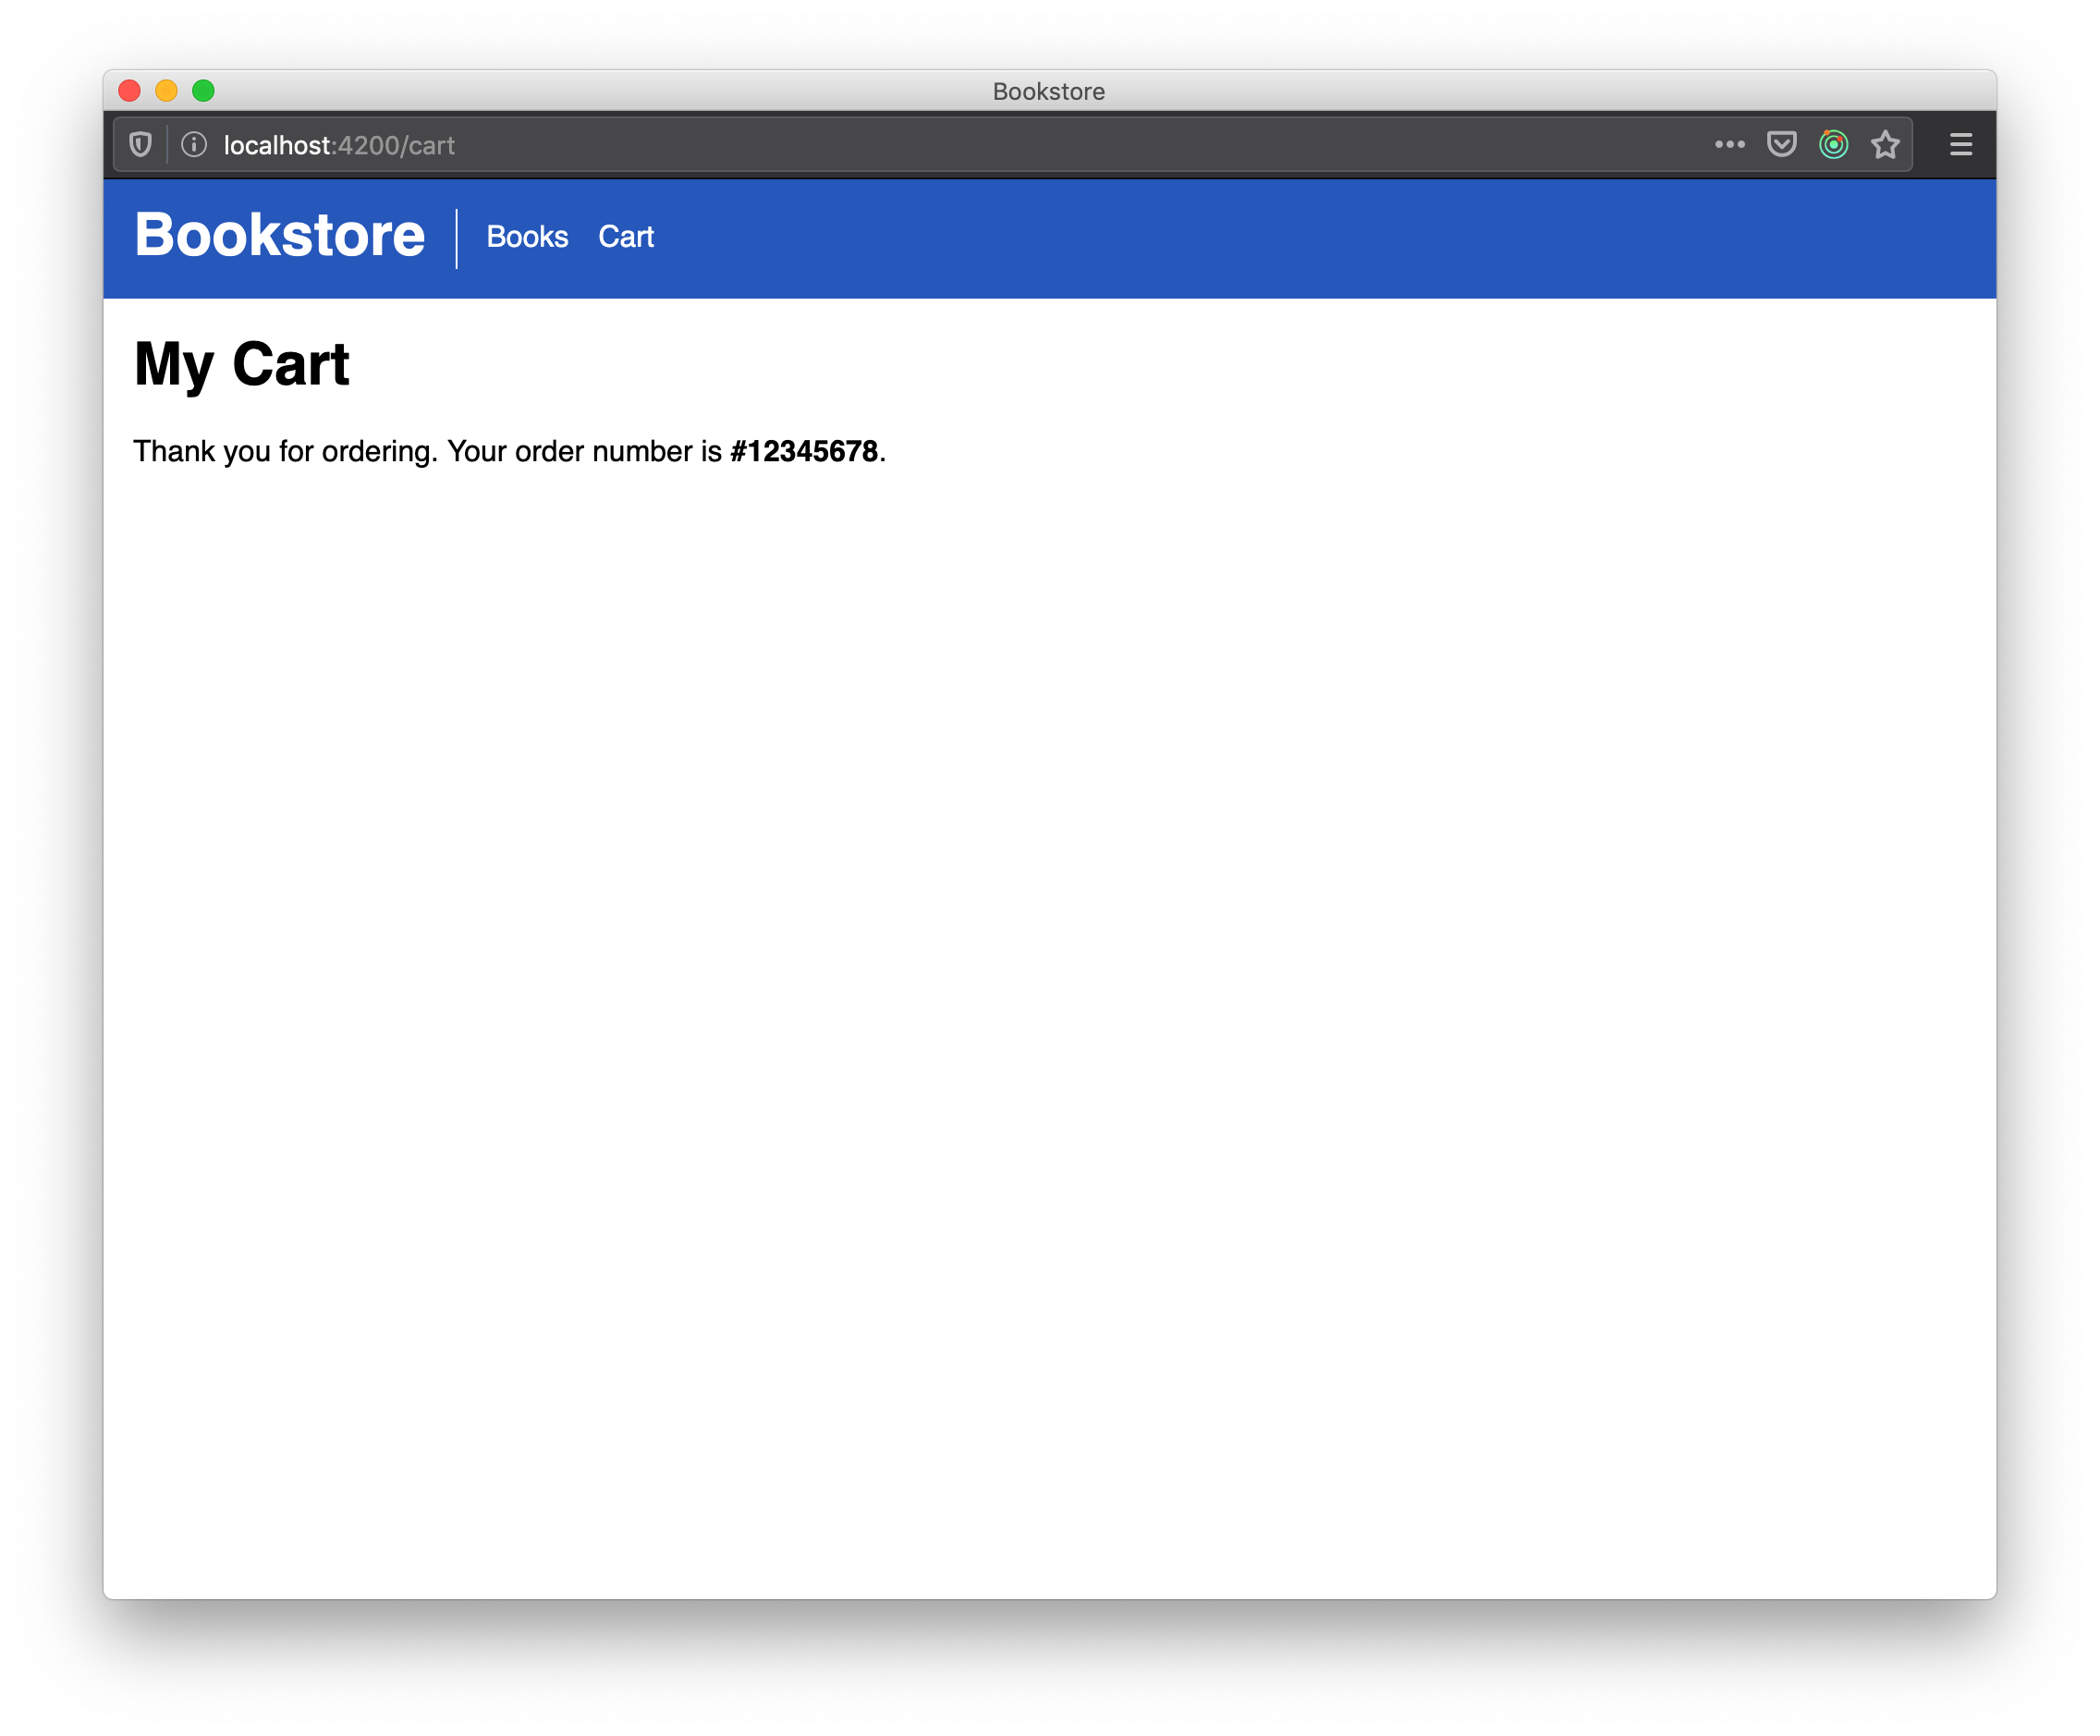 Bookstore
localhost:4200/cart
Bookstore Books Cart
My Cart
Thank you for ordering. Your order number is #12345678.